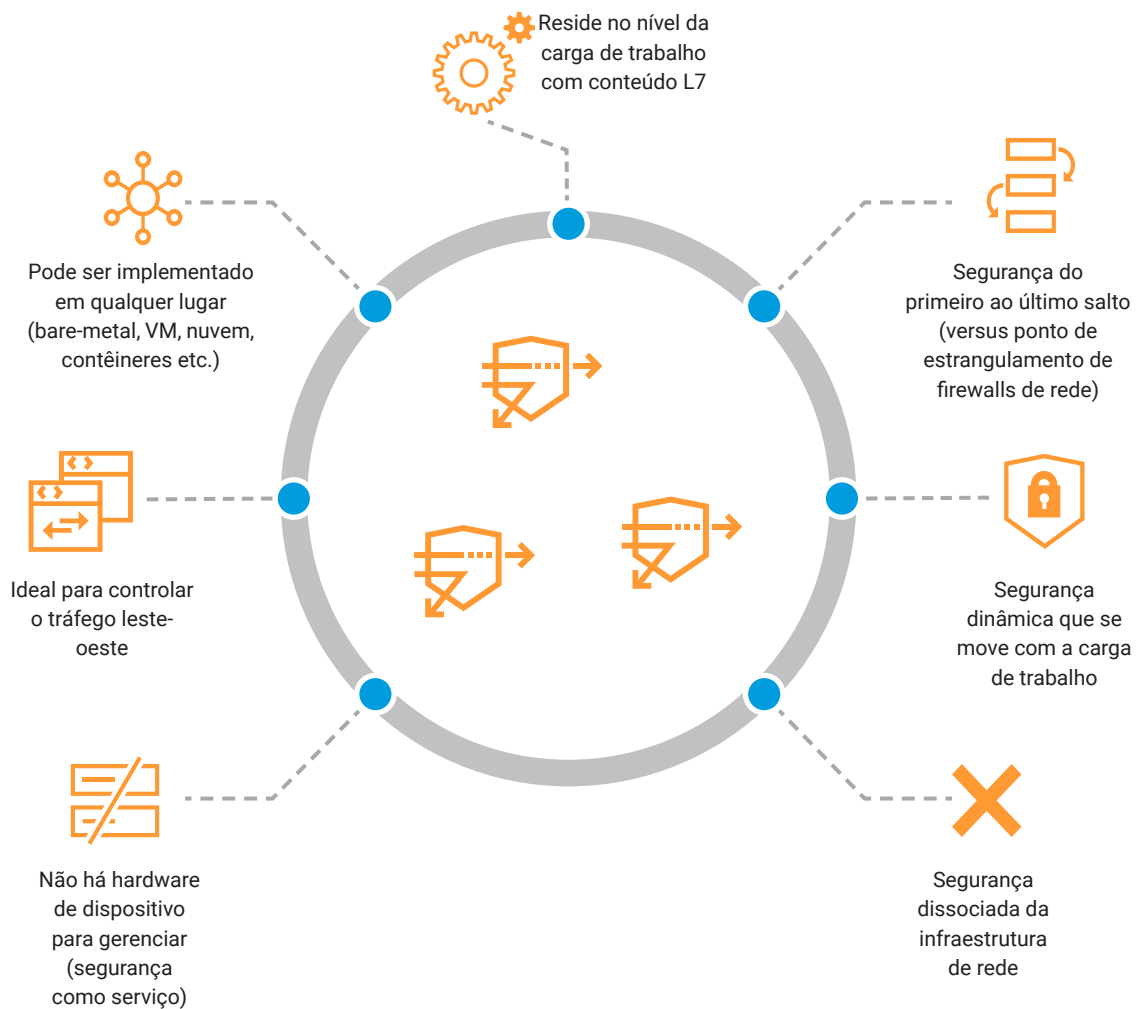 Reside no nível da
carga de trabalho
com conteúdo L7
Pode ser implementado
em qualquer lugar
(bare-metal, VM, nuvem,
contêineres etc.)
Segurança do
primeiro ao último salto
(versus ponto de
estrangulamento de
firewalls de rede)
Ideal para controlar
o tráfego leste-
oeste
Segurança
dinâmica que se
move com a carga
de trabalho
Não há hardware
de dispositivo
para gerenciar
(segurança
como serviço)
Segurança
dissociada da
infraestrutura
de rede